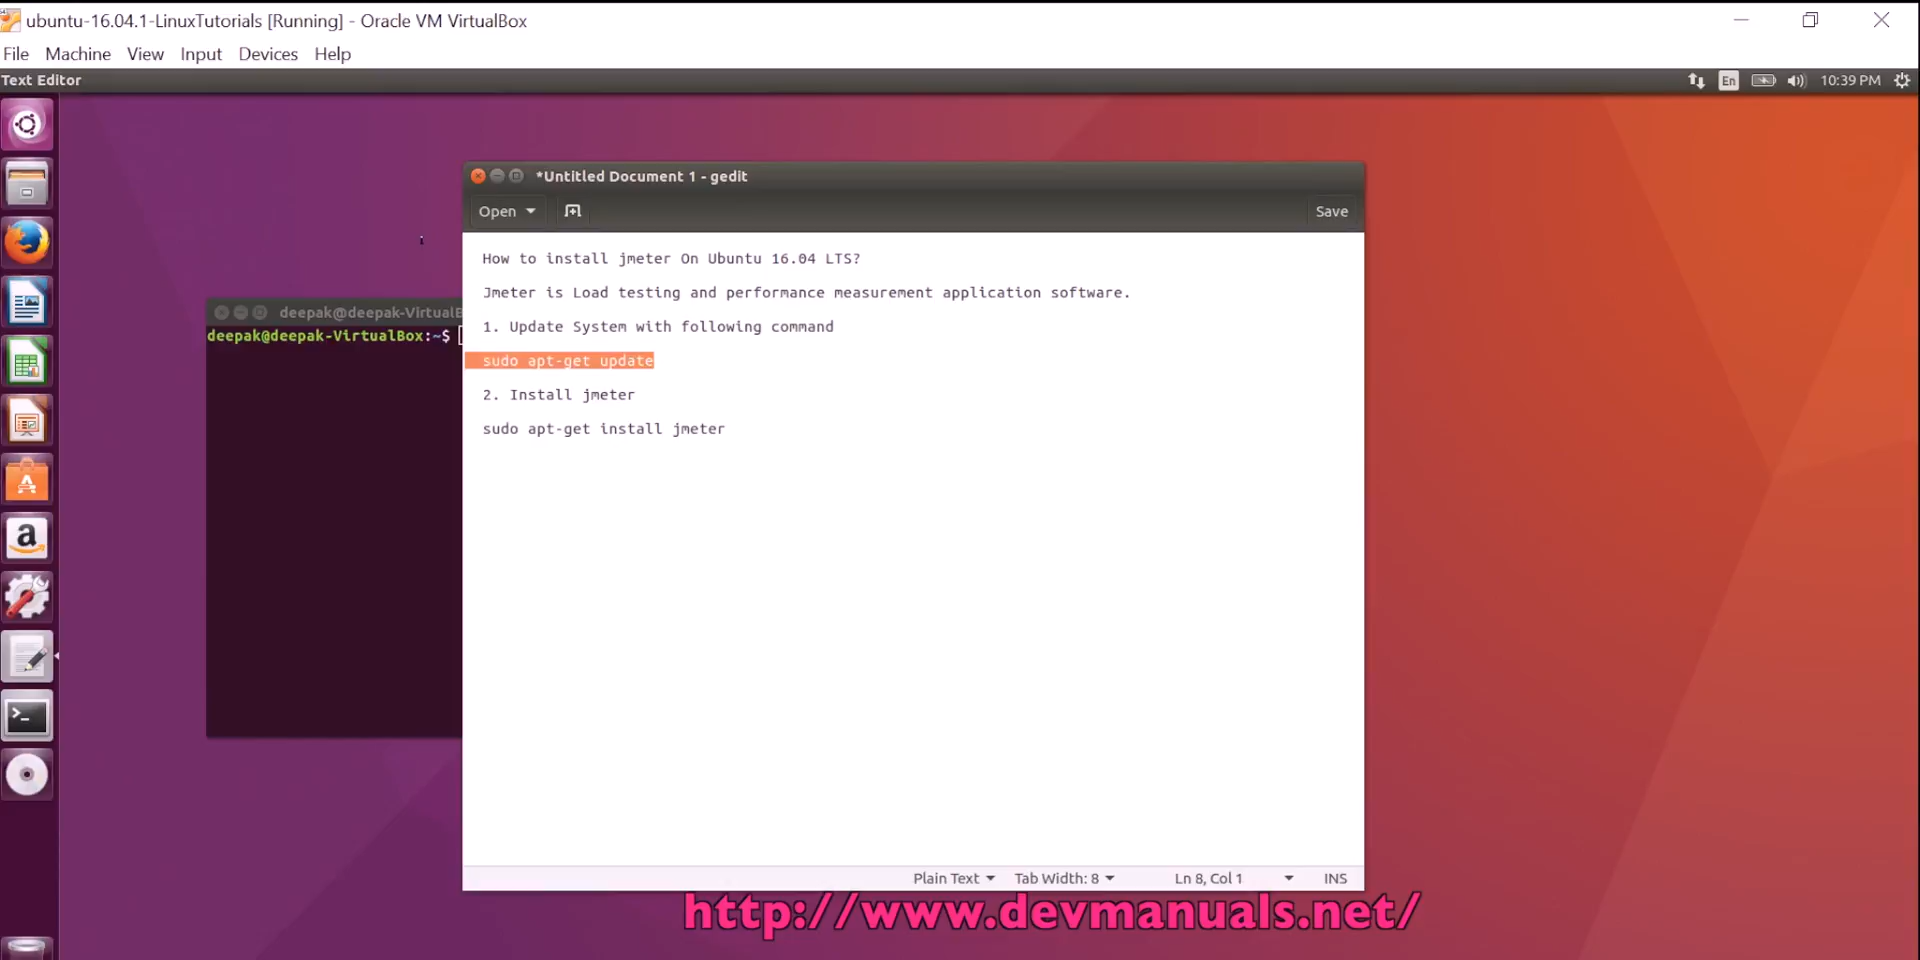 ubuntu-16.04.1-LinuxTutorials [Running] - Oracle VM VirtualBox
File Machine View Input Devices Help
Text Editor
En
10:39 PM
*Untitled Document 1 - gedit
Open
Save
How to install jmeter On Ubuntu 16.04 LTS?
Jmeter is Load testing and performance measurement application software.
deepak@deepak-VirtualB
1. Update System with following command
deepak@deepak-VirtualBox:~$
sudo apt-get update
2. Install jmeter
sudo apt-get install jmeter
Plain Text Tab Width: 8 Ln 8, Col 1 INS
http://www.devmanuals.net/